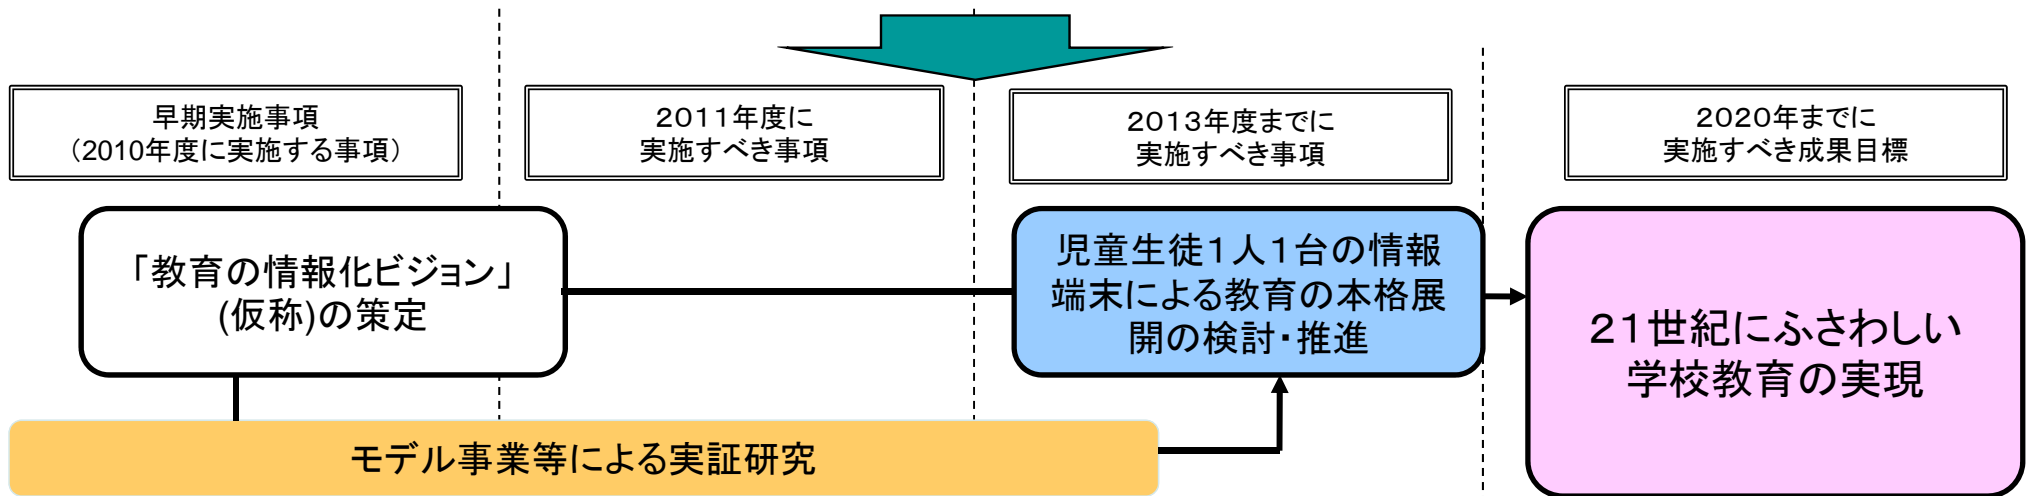 早期実施事項
（2010年度に実施する事項）
２０１１年度に
実施すべき事項
２０１３年度までに
実施すべき事項
２０２０年までに
実施すべき成果目標
「教育の情報化ビジョン」
(仮称)の策定
児童生徒１人１台の情報
端末による教育の本格展
開の検討・推進
２１世紀にふさわしい
学校教育の実現
モデル事業等による実証研究